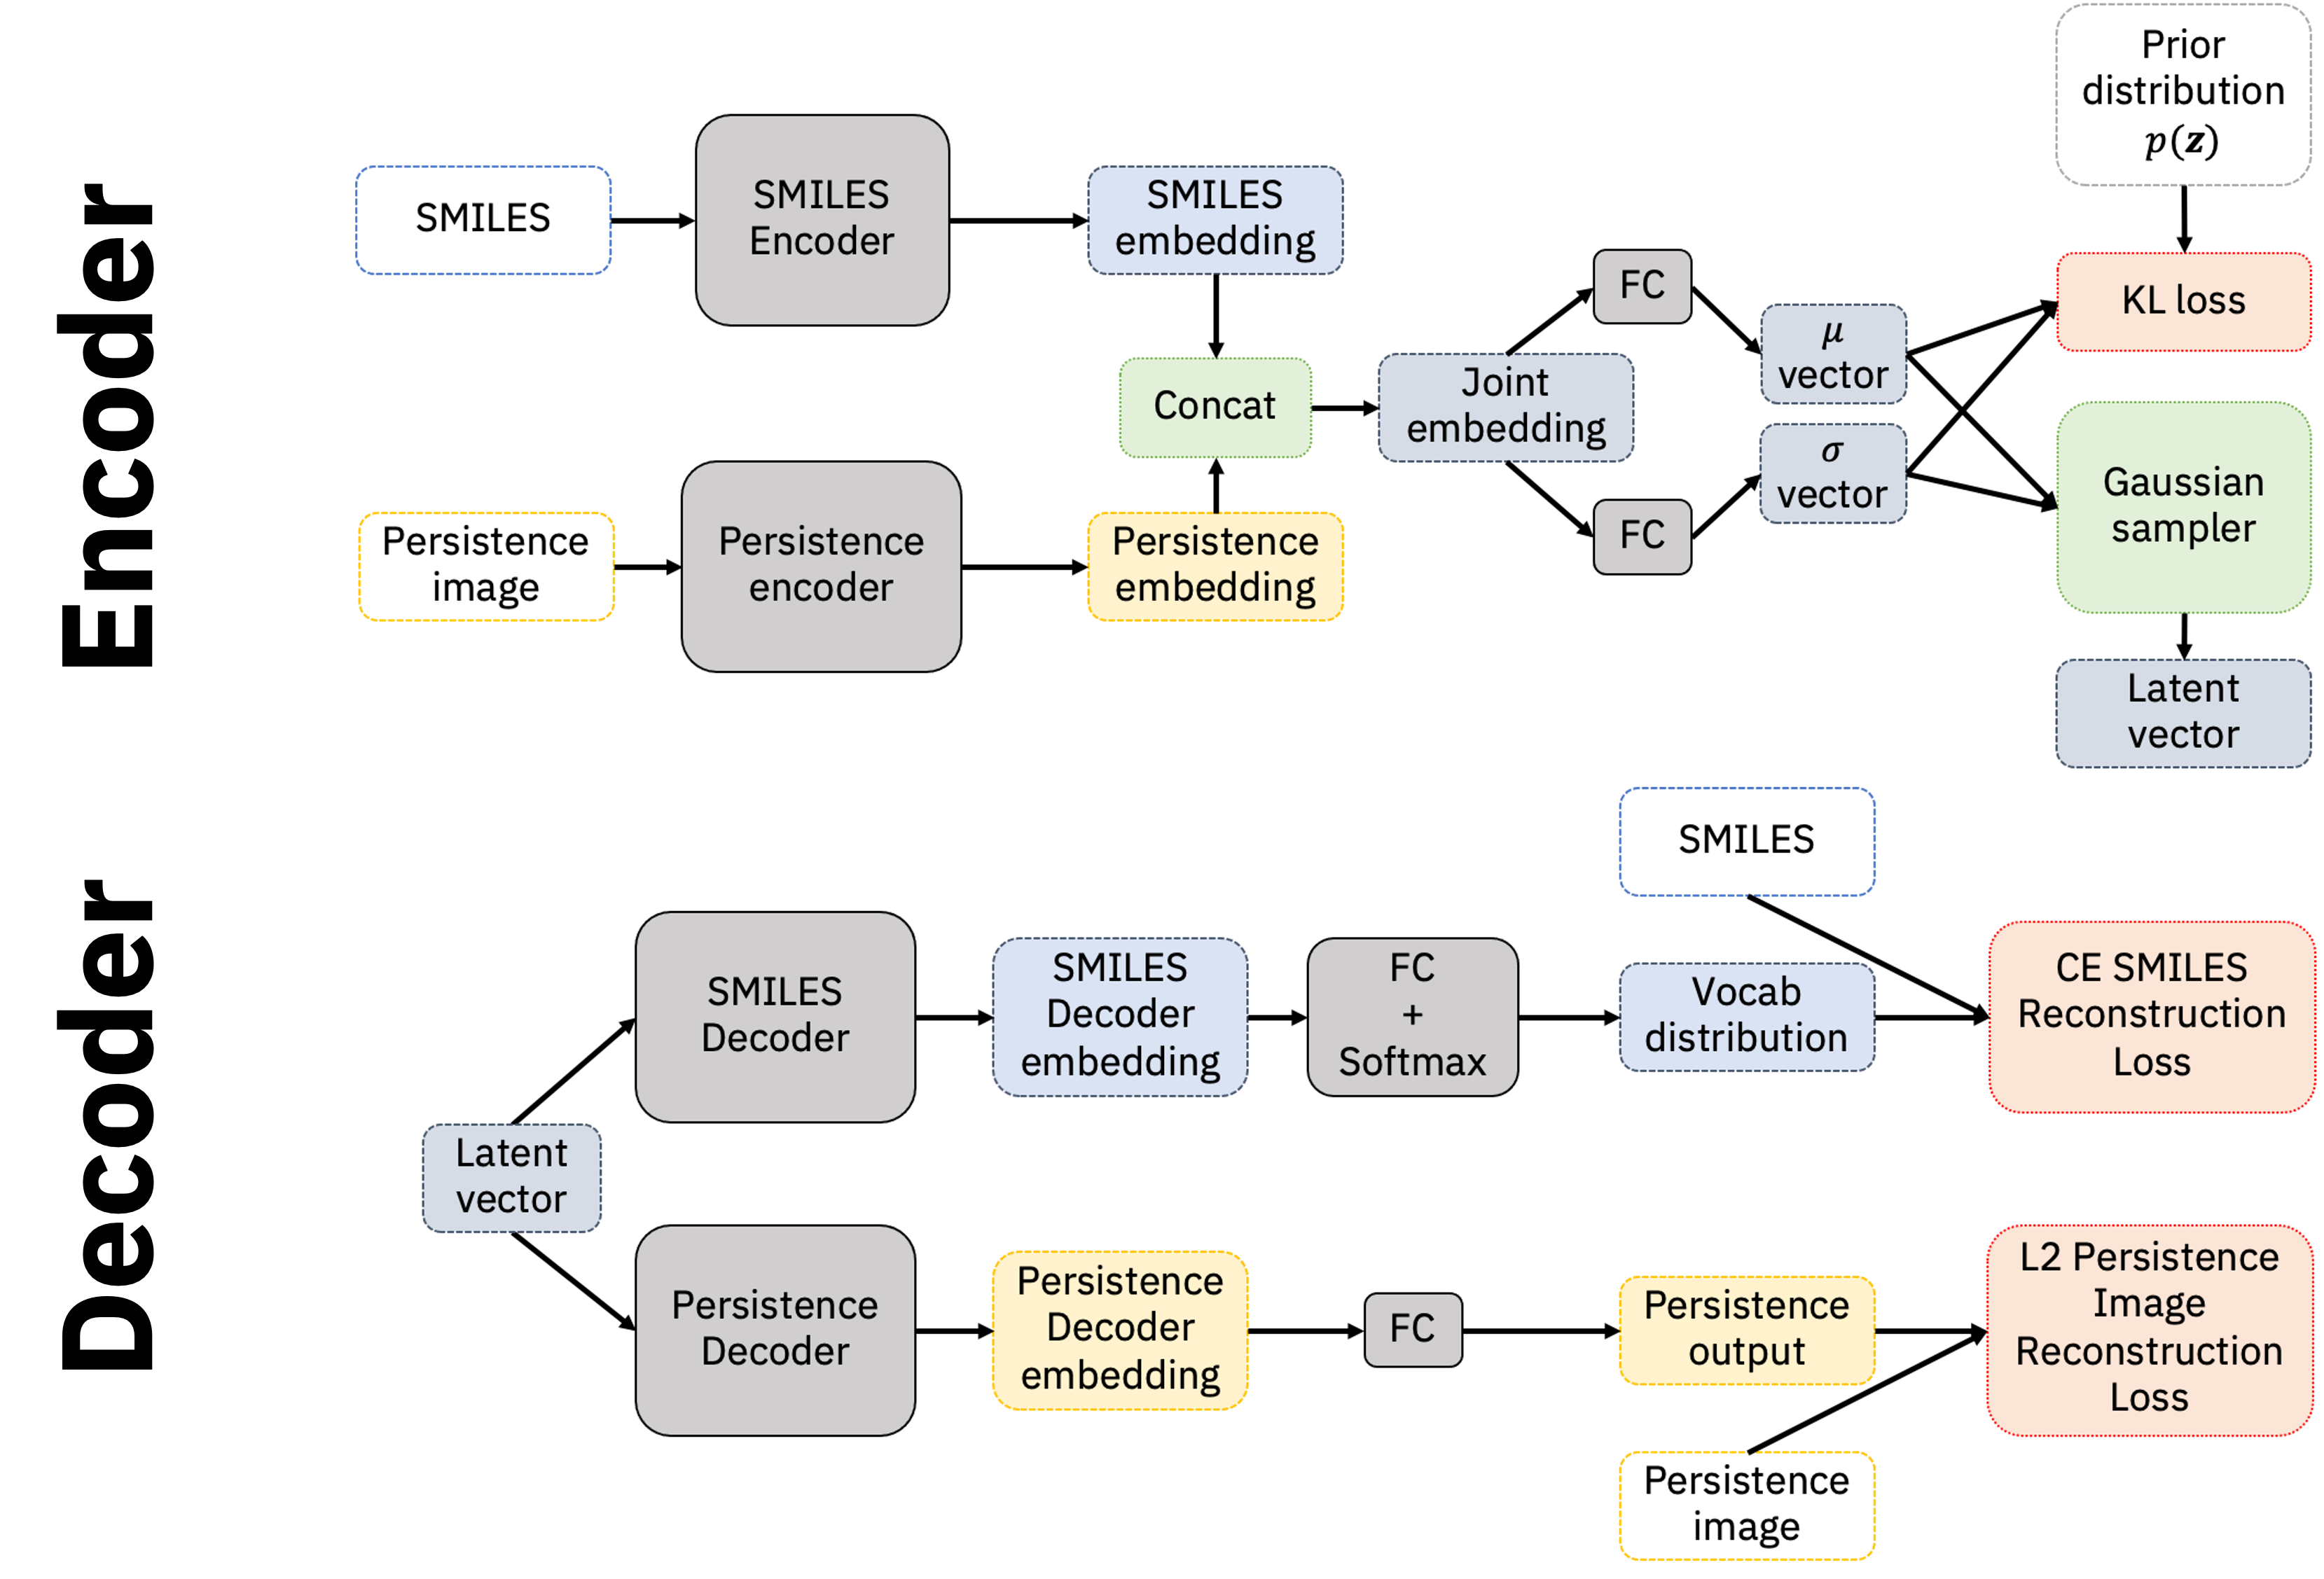 Encoder
SMILES
SMILES
Encoder
SMILES
embedding
Persistence
image
Persistence
encoder
Persistence
embedding
Concat
Joint
embedding
FC
FC
μ
vector
σ
vector
Prior
distribution
p(z)
KL loss
Gaussian
sampler
Latent
vector
Decoder
Latent
vector
SMILES
Decoder
SMILES
Decoder
embedding
FC
+
Softmax
Vocab
distribution
SMILES
CE SMILES
Reconstruction
Loss
Persistence
Decoder
Persistence
Decoder
embedding
FC
Persistence
output
Persistence
image
L2 Persistence
Image
Reconstruction
Loss